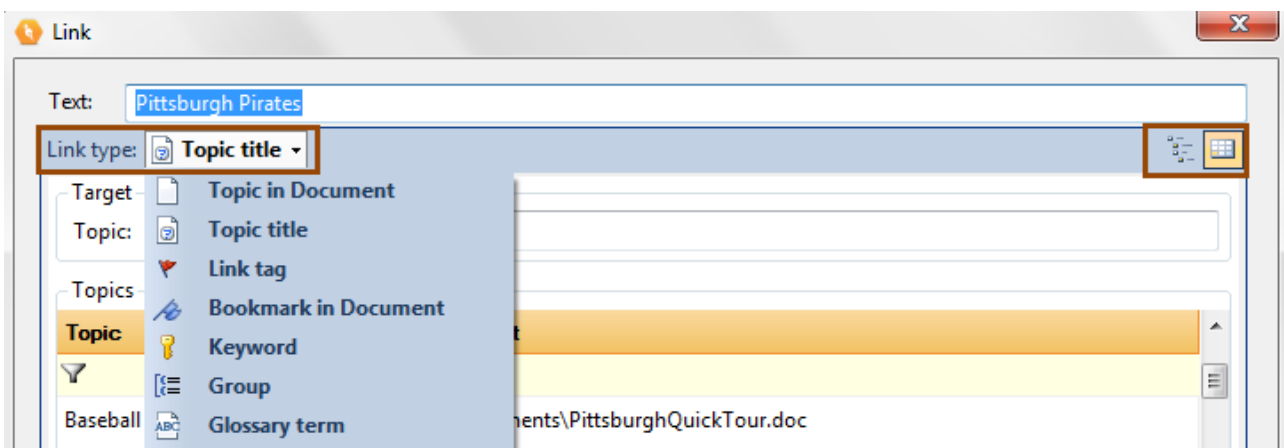 Link
Text: Pittsburgh Pirates
Link type: Topic title
Target
Topic in Document
Topic:
Topic title
Link tag
Topics
Bookmark in Document
Topic
Keyword
Group
Baseball
Glossary term
ents\PittsburghQuickTour.doc